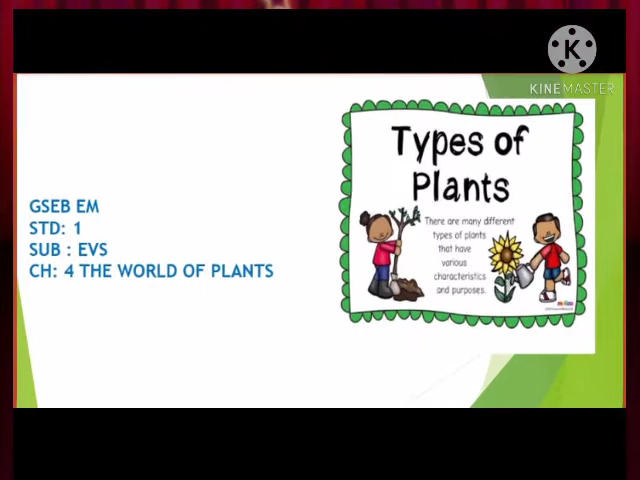 K
KINEMASTER
GSEB EM
STD: 1
SUB : EVS
CH: 4 THE WORLD OF PLANTS
Types of
Plants
There are many different
types of plants
that have
various
characteristics
and purposes.